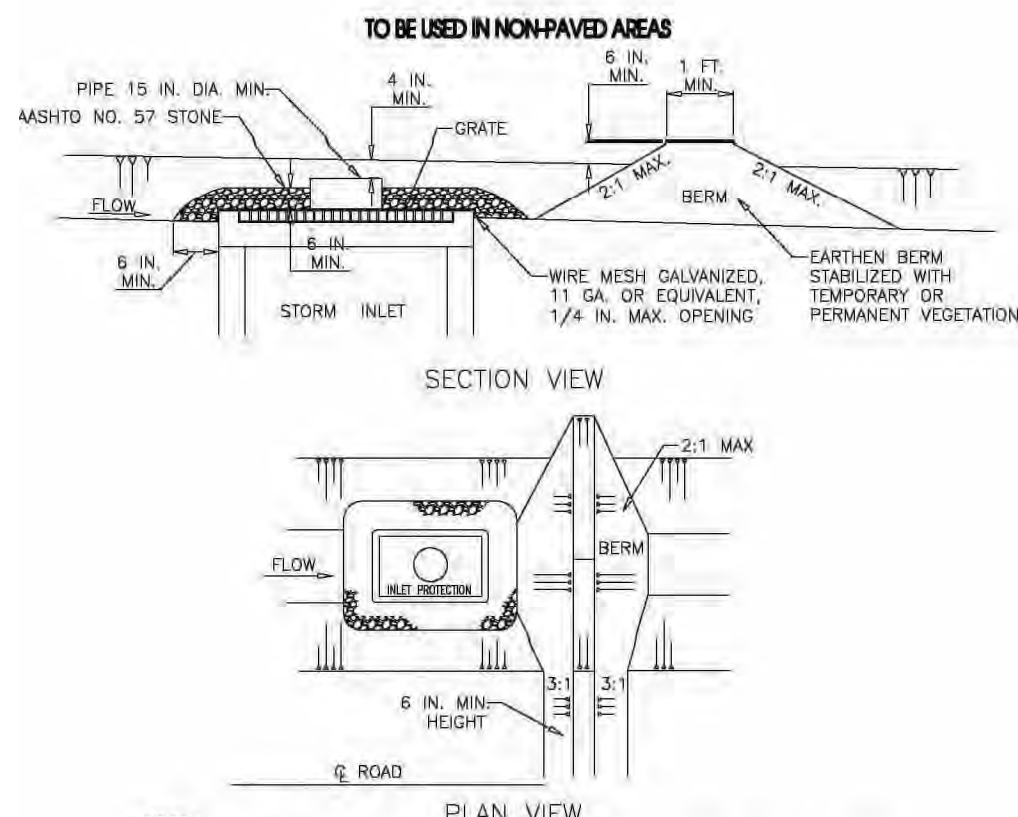 TO BE USED IN NON-PAVED AREAS
6 IN.
MIN.
1 FT.
MIN.
4 IN.
MIN.
PIPE 15 IN. DIA. MIN.
AASHTO NO. 57 STONE
GRATE
2:1 MAX.
2:1 MAX.
BERM
FLOW
6 IN.
MIN.
6 IN.
MIN.
STORM INLET
WIRE MESH GALVANIZED,
11 GA. OR EQUIVALENT,
1/4 IN. MAX. OPENING
EARTHEN BERM
STABILIZED WITH
TEMPORARY OR
PERMANENT VEGETATION
SECTION VIEW
2:1 MAX
BERM
FLOW
INLET PROTECTION
3:1
3:1
6 IN. MIN.
HEIGHT
℄ ROAD
PLAN VIEW